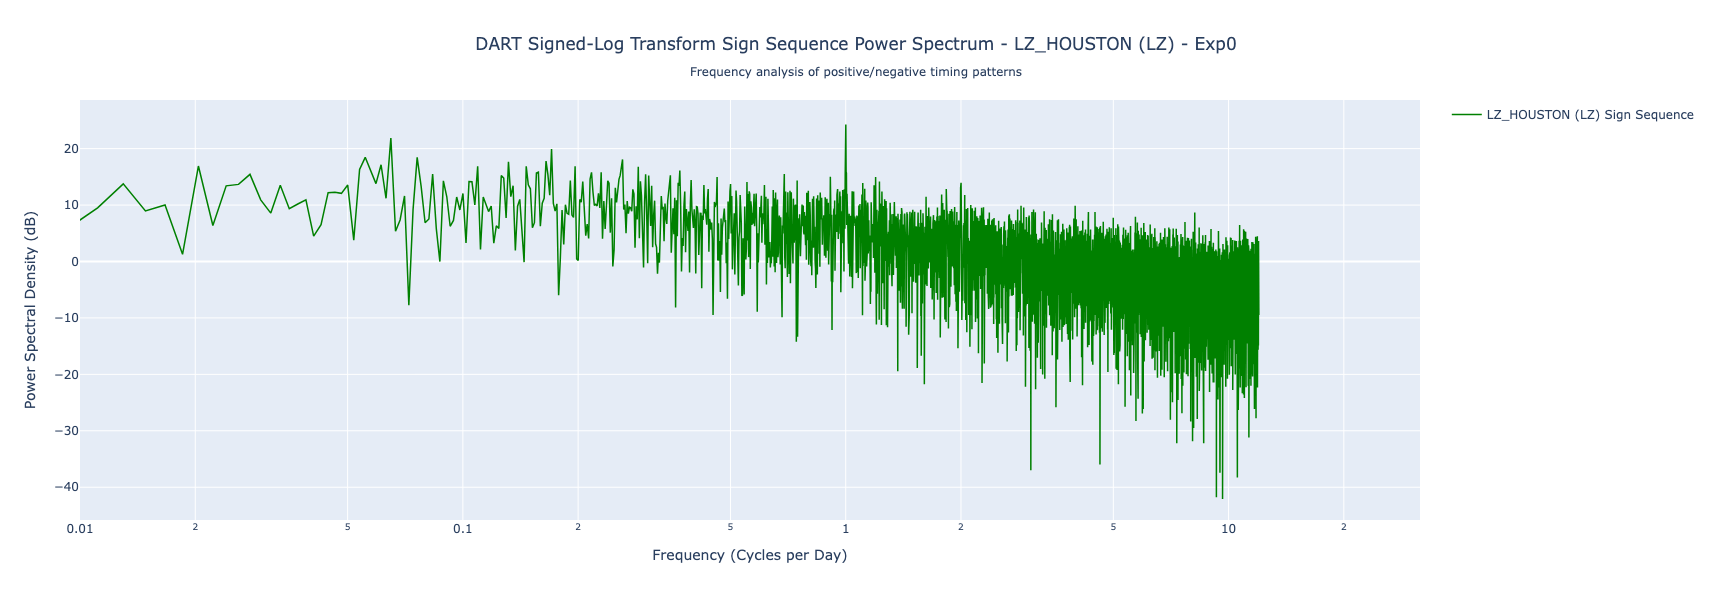 DART Signed-Log Transform Sign Sequence Power Spectrum - LZ_HOUSTON (LZ) - Exp0
Frequency analysis of positive/negative timing patterns
LZ_HOUSTON (LZ) Sign Sequence
Power Spectral Density (dB)
20
10
0
−10
−20
−30
−40
0.01 2 5 0.1 2 5 1 2 5 10 2
Frequency (Cycles per Day)